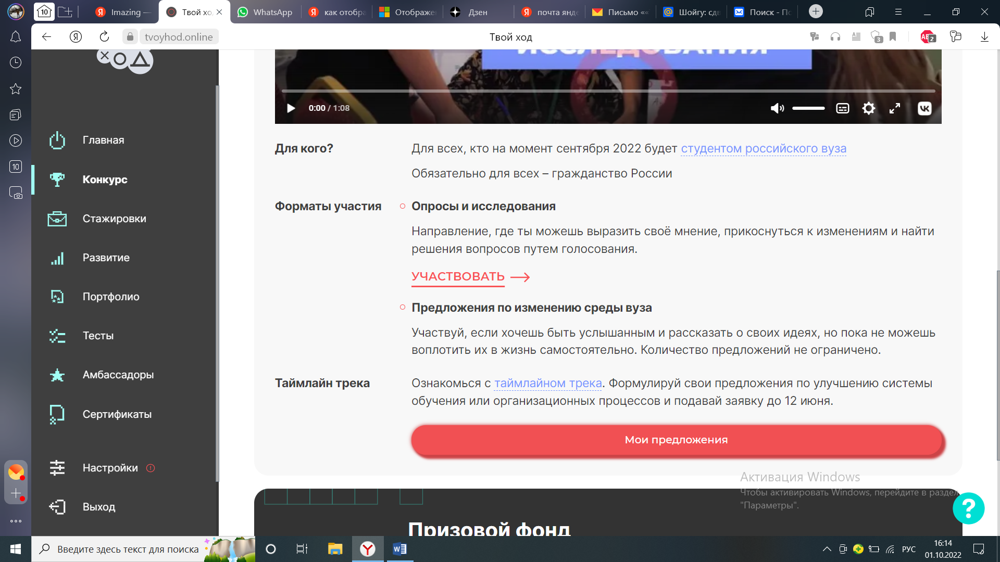 10
Imazing —
Твой хо
WhatsApp
как отобра
Отображе
Дзен
почта янде
Письмо «
Шойгу: сд
Поиск - По
tvoyhod.online
Твой ход
3
2
10
ИССЛЕДОВАНИЯ
0:00 / 1:08
Главная
Конкурс
Стажировки
Развитие
Портфолио
Тесты
Амбассадоры
Сертификаты
Настройки
Выход
Для кого?
Для всех, кто на момент сентября 2022 будет студентом российского вуза
Обязательно для всех – гражданство России
Форматы участия
Опросы и исследования
Направление, где ты можешь выразить своё мнение, прикоснуться к изменениям и найти
решения вопросов путем голосования.
УЧАСТВОВАТЬ
Предложения по изменению среды вуза
Участвуй, если хочешь быть услышанным и рассказать о своих идеях, но пока не можешь
воплотить их в жизнь самостоятельно. Количество предложений не ограничено.
Таймлайн трека
Ознакомься с таймлайном трека. Формулируй свои предложения по улучшению системы
обучения или организационных процессов и подавай заявку до 12 июня.
Мои предложения
Активация Windows
Чтобы активировать Windows, перейдите в раздел
"Параметры".
?
Призовой фонд
Введите здесь текст для поиска
РУС
16:14
01.10.2022